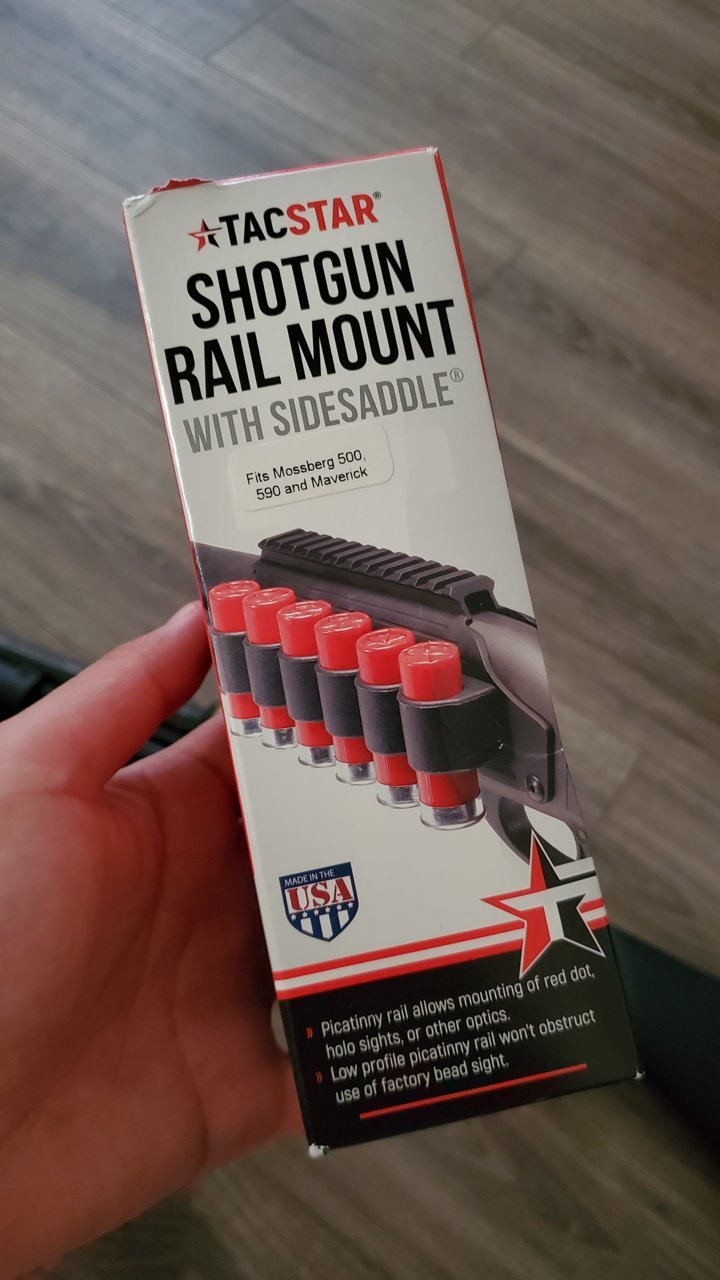 TACSTAR®
SHOTGUN
RAIL MOUNT
WITH SIDESADDLE®
Fits Mossberg 500,
590 and Maverick
MADE IN THE
USA
T
» Picatinny rail allows mounting of red dot,
holo sights, or other optics.
» Low profile picatinny rail won't obstruct
use of factory bead sight.